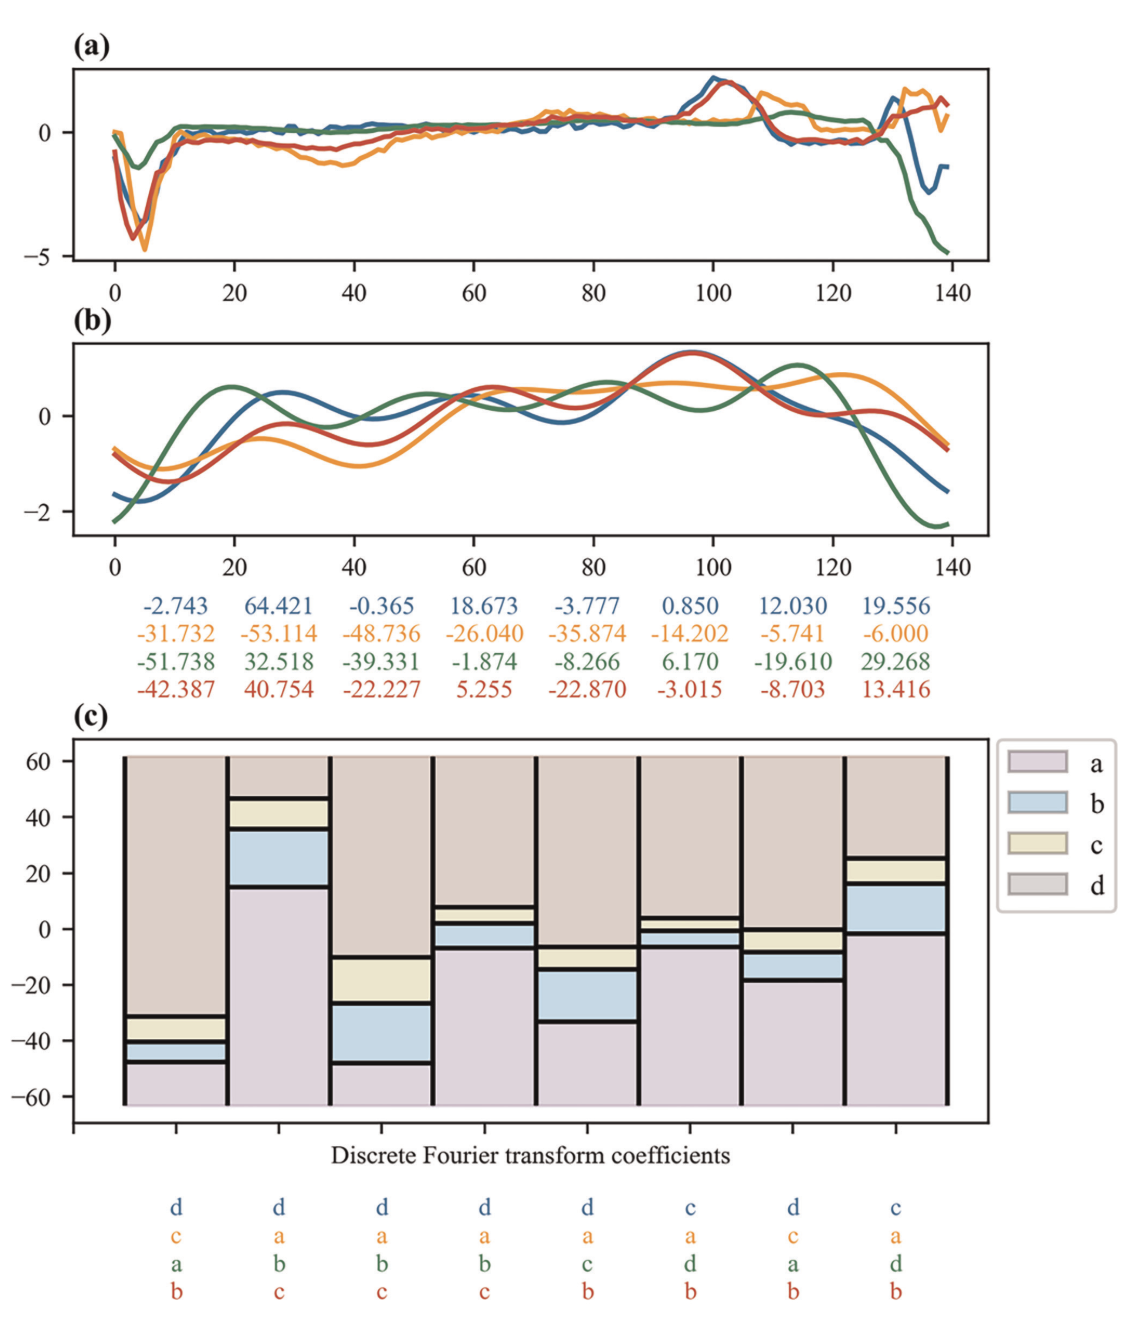 (a)
0
−5
0 20 40 60 80 100 120 140
(b)
0
−2
0 20 40 60 80 100 120 140
-2.743 64.421 -0.365 18.673 -3.777 0.850 12.030 19.556
-31.732 -53.114 -48.736 -26.040 -35.874 -14.202 -5.741 -6.000
-51.738 32.518 -39.331 -1.874 -8.266 6.170 -19.610 29.268
-42.387 40.754 -22.227 5.255 -22.870 -3.015 -8.703 13.416
(c)
60
40
20
0
−20
−40
−60
a
b
c
d
Discrete Fourier transform coefficients
d d d d d c d c
c a a a a a c a
a b b b c d a d
b c c c b b b b